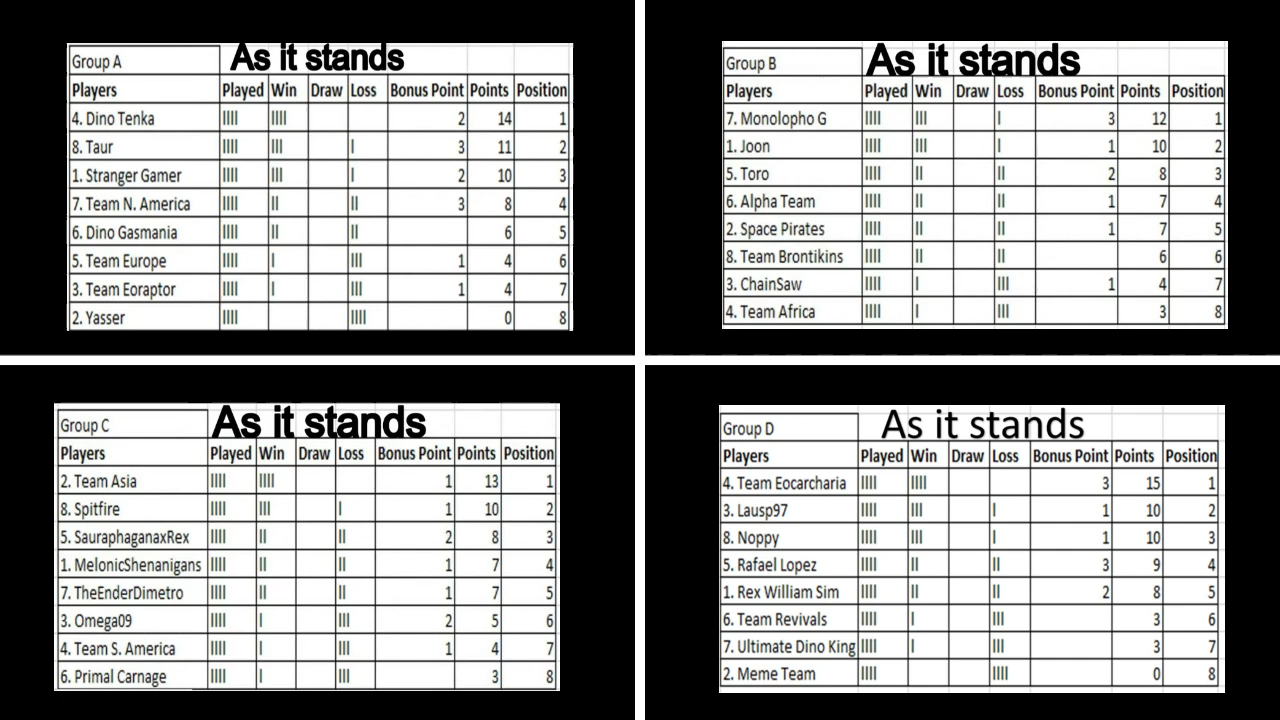 Group A As it stands
Players Played Win Draw Loss Bonus Point Points Position
4. Dino Tenka IIII IIII 2 14 1
8. Taur IIII III I 3 11 2
1. Stranger Gamer IIII III I 2 10 3
7. Team N. America IIII II II 3 8 4
6. Dino Gasmania IIII II II 6 5
5. Team Europe IIII I III 1 4 6
3. Team Eoraptor IIII I III 1 4 7
2. Yasser IIII IIII 0 8
Group B As it stands
Players Played Win Draw Loss Bonus Point Points Position
7. Monolopho G IIII III I 3 12 1
1. Joon IIII III I 1 10 2
5. Toro IIII II II 2 8 3
6. Alpha Team IIII II II 1 7 4
2. Space Pirates IIII II II 1 7 5
8. Team Brontikins IIII II II 6 6
3. ChainSaw IIII I III 1 4 7
4. Team Africa IIII I III 3 8
Group C As it stands
Players Played Win Draw Loss Bonus Point Points Position
2. Team Asia IIII IIII 1 13 1
8. Spitfire IIII III I 1 10 2
5. SauraphaganaxRex IIII II II 2 8 3
1. MelonicShenanigans IIII II II 1 7 4
7. TheEnderDimetro IIII II II 1 7 5
3. Omega09 IIII I III 2 5 6
4. Team S. America IIII I III 1 4 7
6. Primal Carnage IIII I III 3 8
Group D As it stands
Players Played Win Draw Loss Bonus Point Points Position
4. Team Eocarcharia IIII IIII 3 15 1
3. Lausp97 IIII III I 1 10 2
8. Noppy IIII III I 1 10 3
5. Rafael Lopez IIII II II 3 9 4
1. Rex William Sim IIII II II 2 8 5
6. Team Revivals IIII I III 3 6
7. Ultimate Dino King IIII I III 3 7
2. Meme Team IIII IIII 0 8